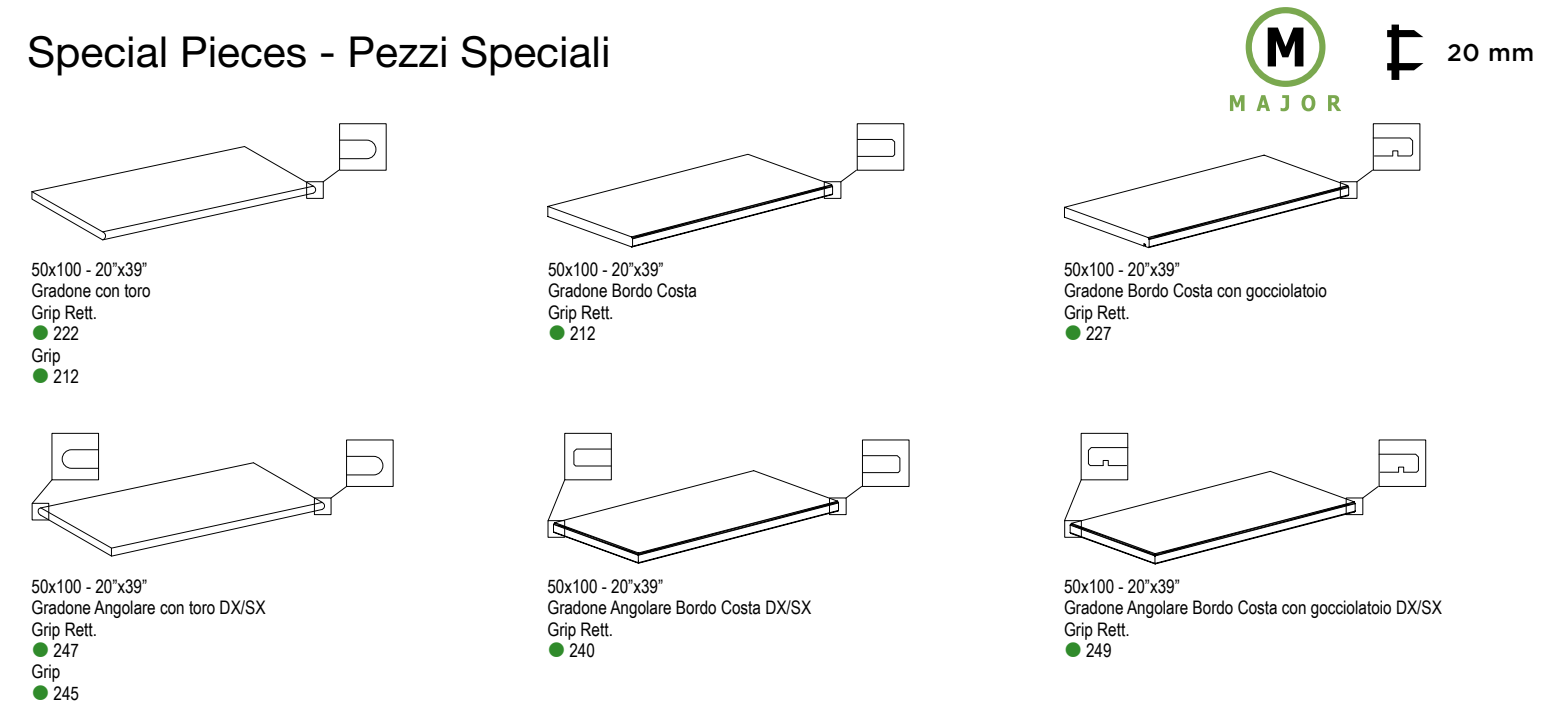 Special Pieces - Pezzi Speciali
M
MAJOR
20 mm
50x100 - 20”x39”
Gradone con toro
Grip Rett.
222
Grip
212
50x100 - 20”x39”
Gradone Bordo Costa
Grip Rett.
212
50x100 - 20”x39”
Gradone Bordo Costa con gocciolatoio
Grip Rett.
227
50x100 - 20”x39”
Gradone Angolare con toro DX/SX
Grip Rett.
247
Grip
245
50x100 - 20”x39”
Gradone Angolare Bordo Costa DX/SX
Grip Rett.
240
50x100 - 20”x39”
Gradone Angolare Bordo Costa con gocciolatoio DX/SX
Grip Rett.
249